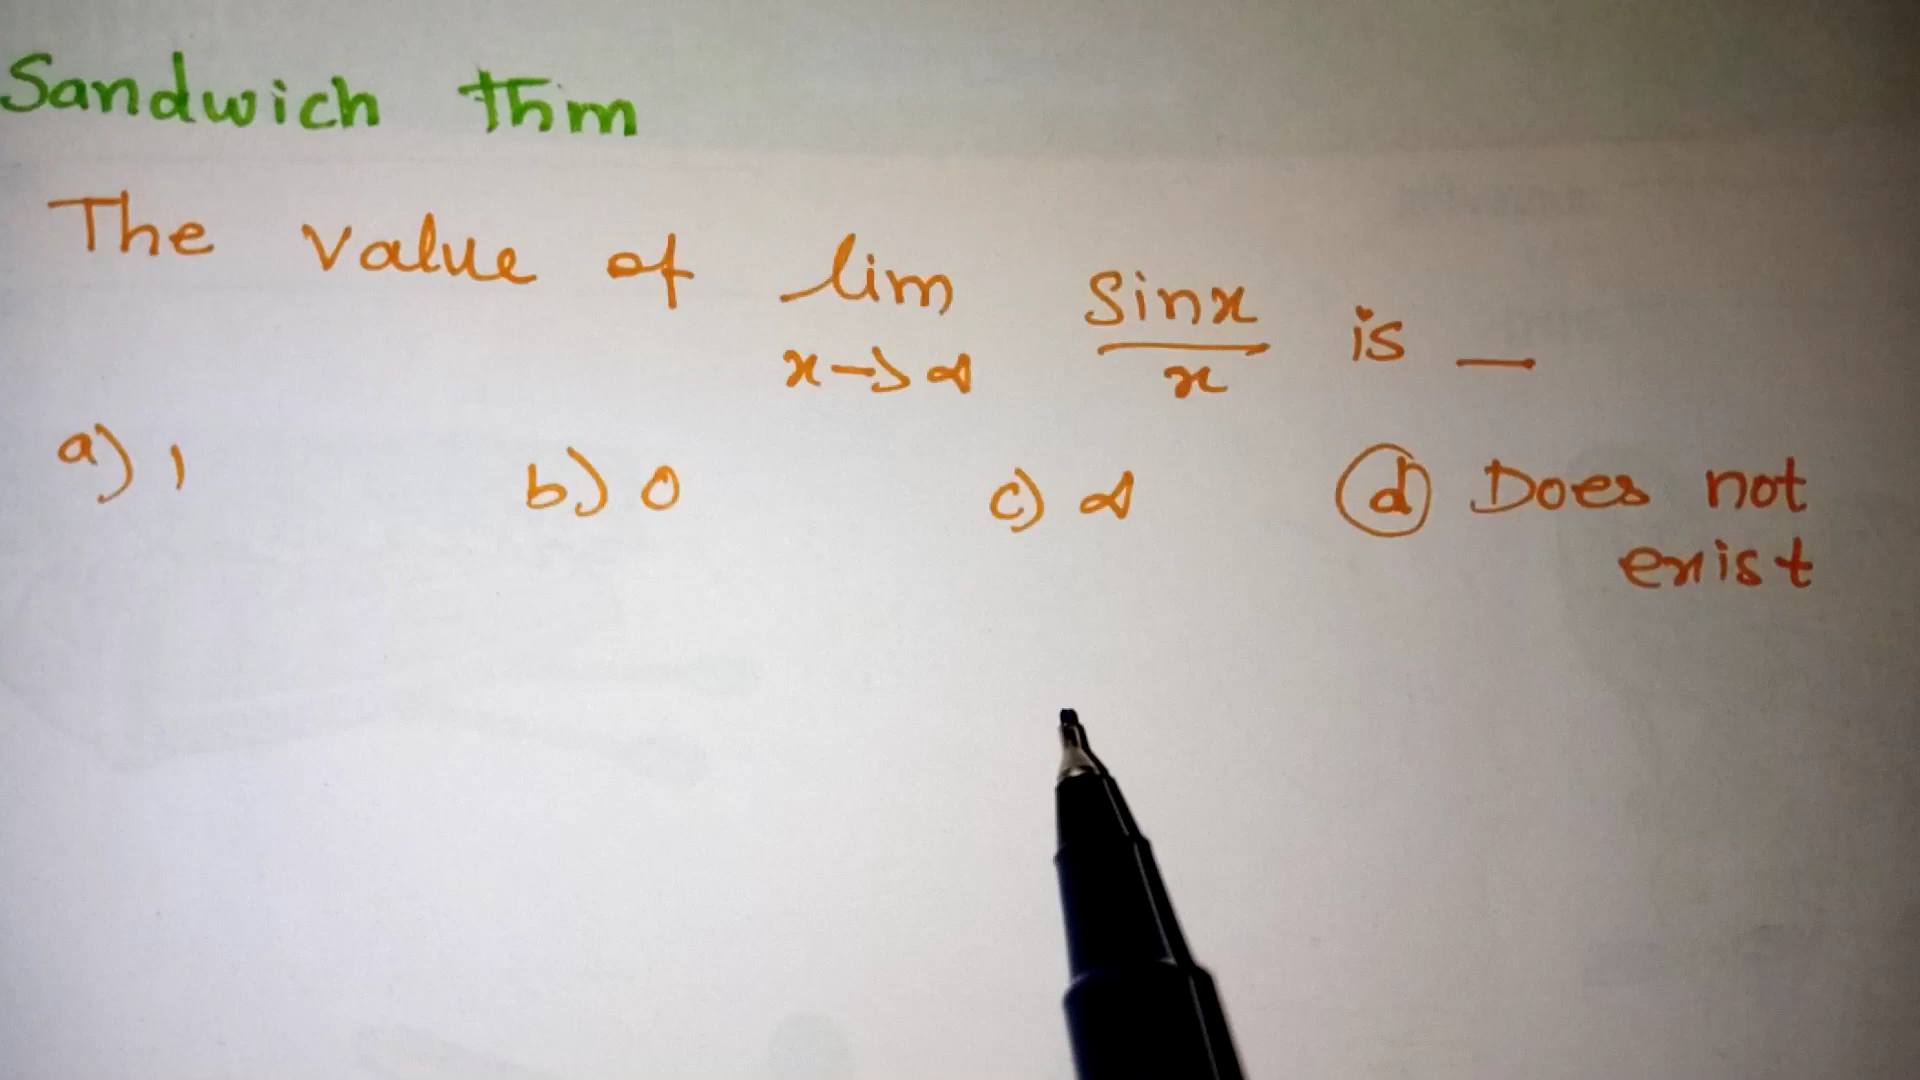 Sandwich thm
The value of lim x→∞ sinx/x is _
a) 1 b) 0 c) ∞ d) Does not
exist